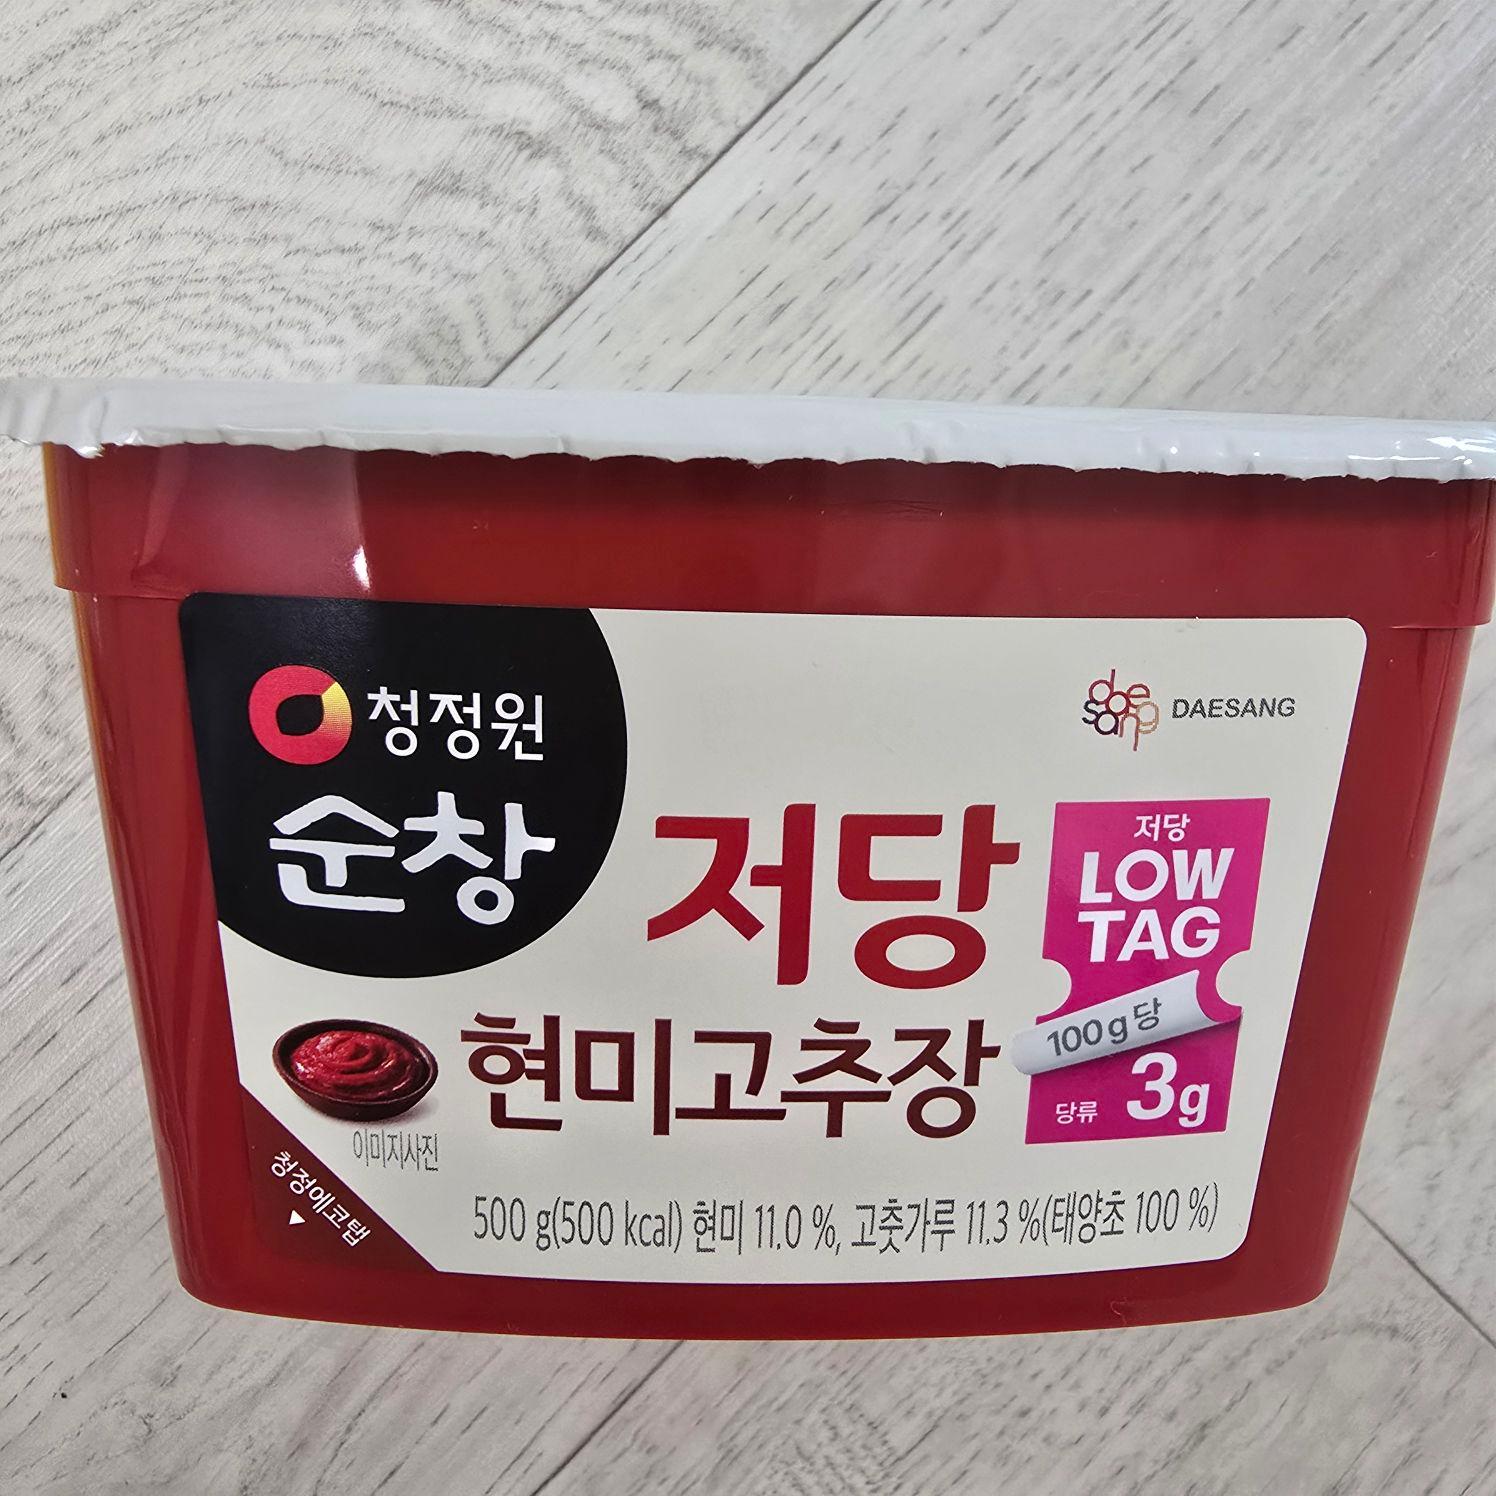 청정원
순창
dae
sang
DAESANG
저당
현미고추장
저당
LOW
TAG
100g당
당류 3g
이미지사진
청정에코탭
500 g(500 kcal) 현미 11.0 %, 고춧가루 11.3 %(태양초 100 %)